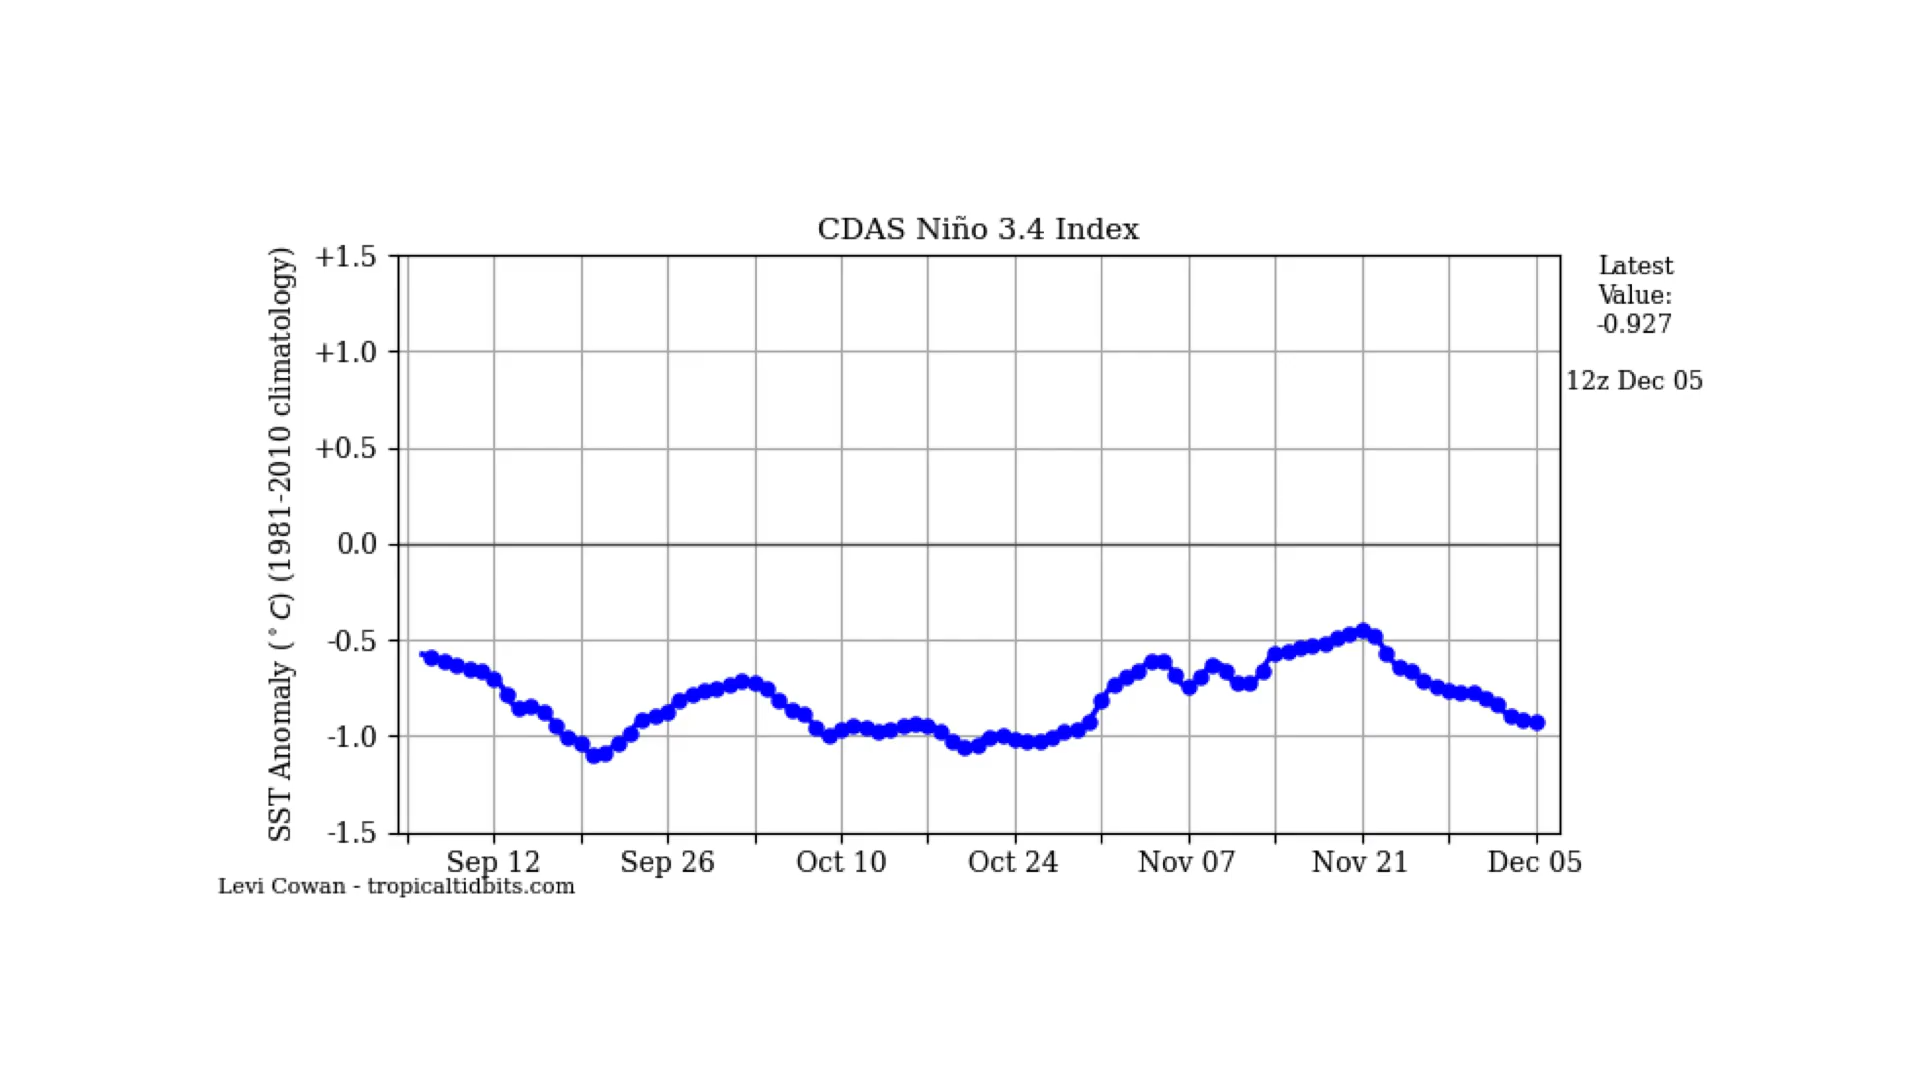 CDAS Niño 3.4 Index
SST Anomaly (°C) (1981-2010 climatology)
+1.5
+1.0
+0.5
0.0
-0.5
-1.0
-1.5
Sep 12 Sep 26 Oct 10 Oct 24 Nov 07 Nov 21 Dec 05
Latest
Value:
-0.927
12z Dec 05
Levi Cowan - tropicaltidbits.com